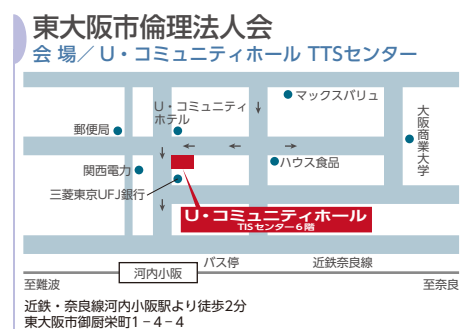 東大阪市倫理法人会
会 場／U・コミュニティホール TTSセンター
マックスバリュ
U・コミュニティ
ホテル
郵便局
大阪商業大学
関西電力
ハウス食品
三菱東京UFJ銀行
U・コミュニティホール
TISセンター6階
バス停
近鉄奈良線
河内小阪
至難波
至奈良
近鉄・奈良線河内小阪駅より徒歩2分
東大阪市御厨栄町1－4－4